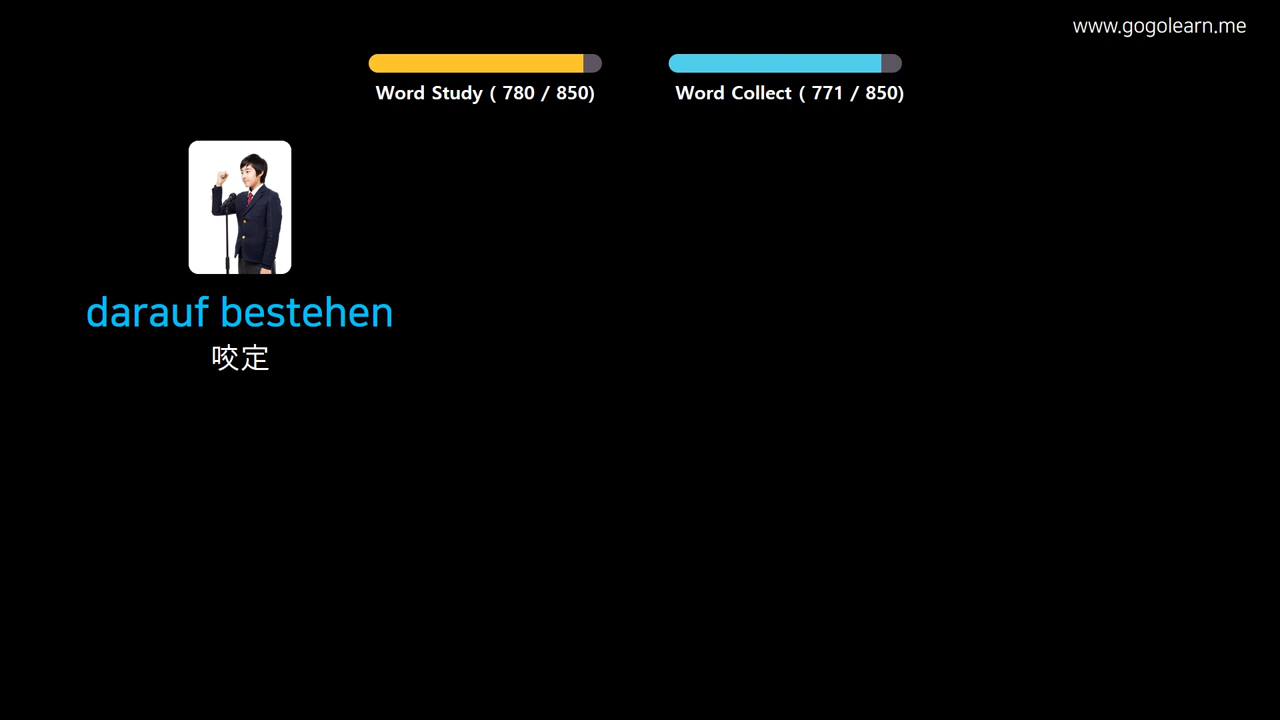 www.gogolearn.me
Word Study ( 780 / 850)
Word Collect ( 771 / 850)
darauf bestehen
咬定